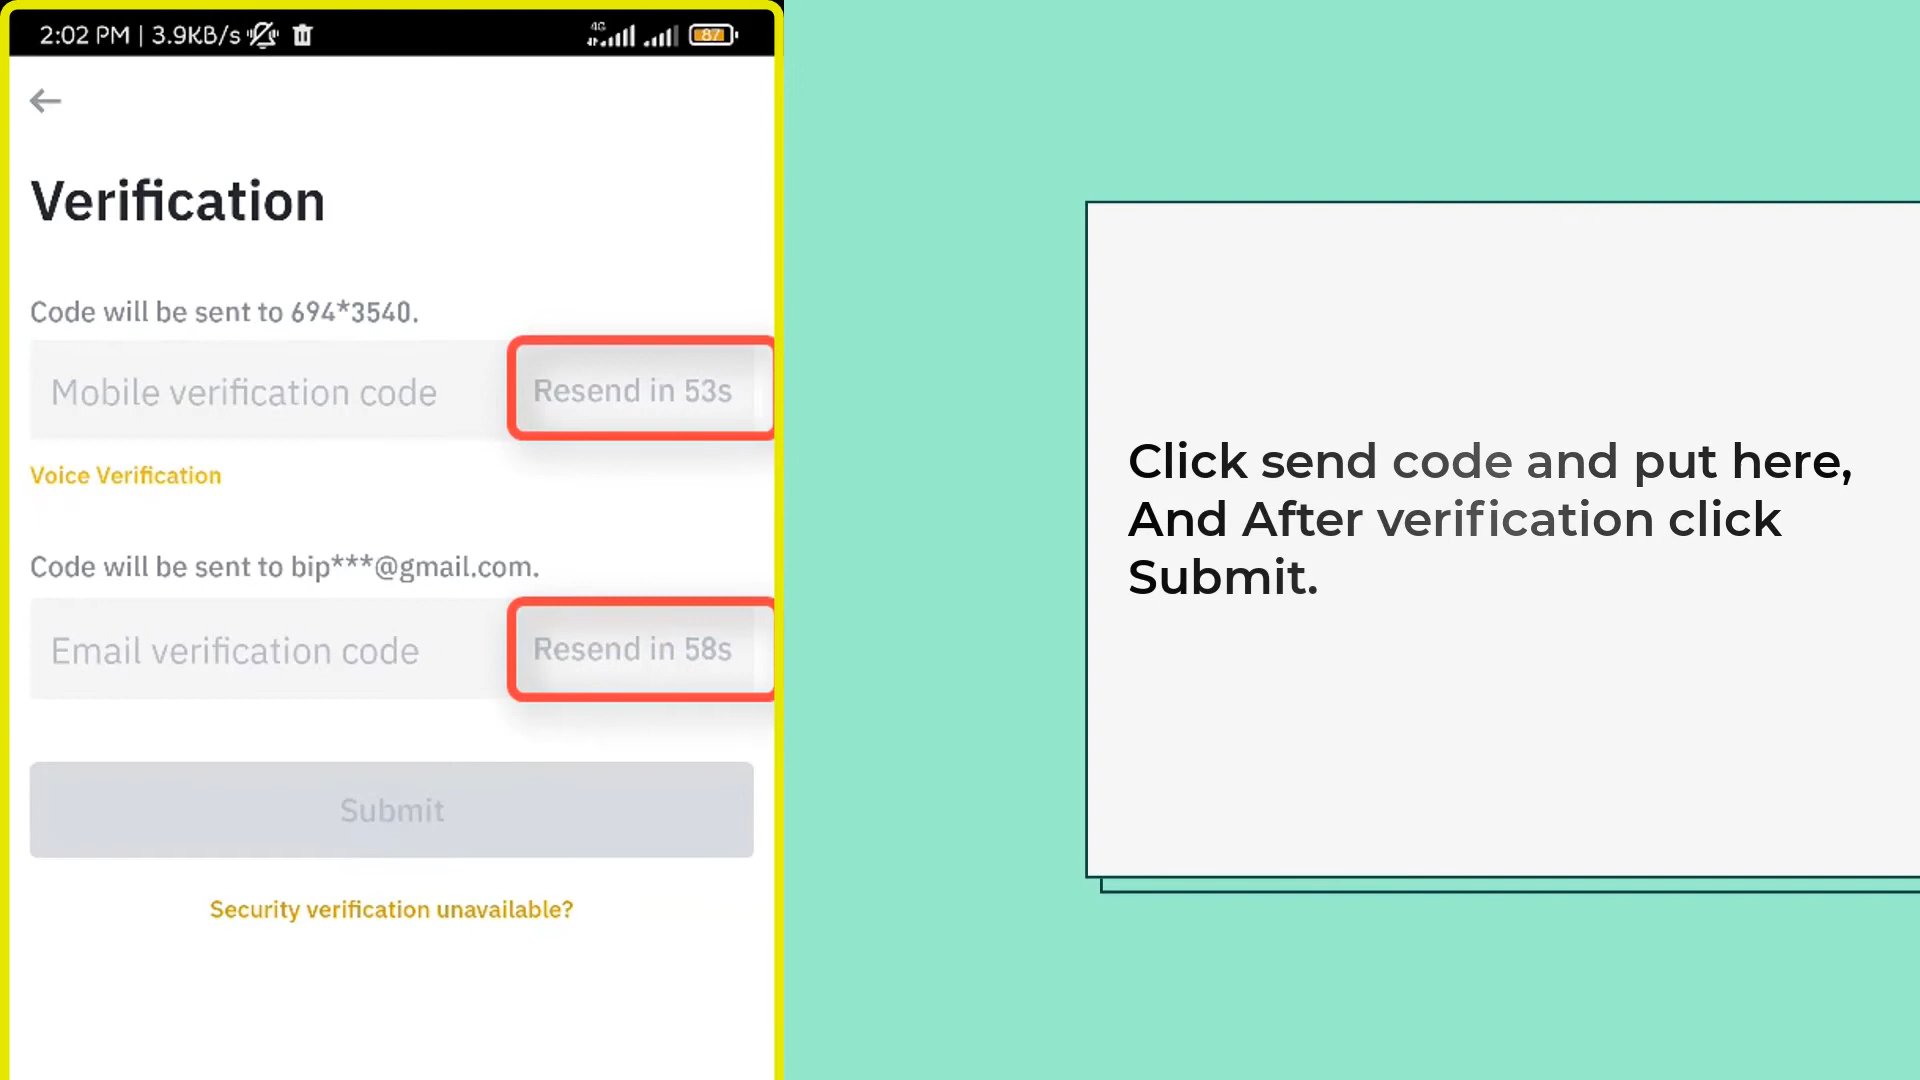 2:02 PM | 3.9KB/s
4G
87
Verification
Code will be sent to 694*3540.
Mobile verification code
Resend in 53s
Voice Verification
Code will be sent to bip***@gmail.com.
Email verification code
Resend in 58s
Submit
Security verification unavailable?
Click send code and put here,
And After verification click
Submit.